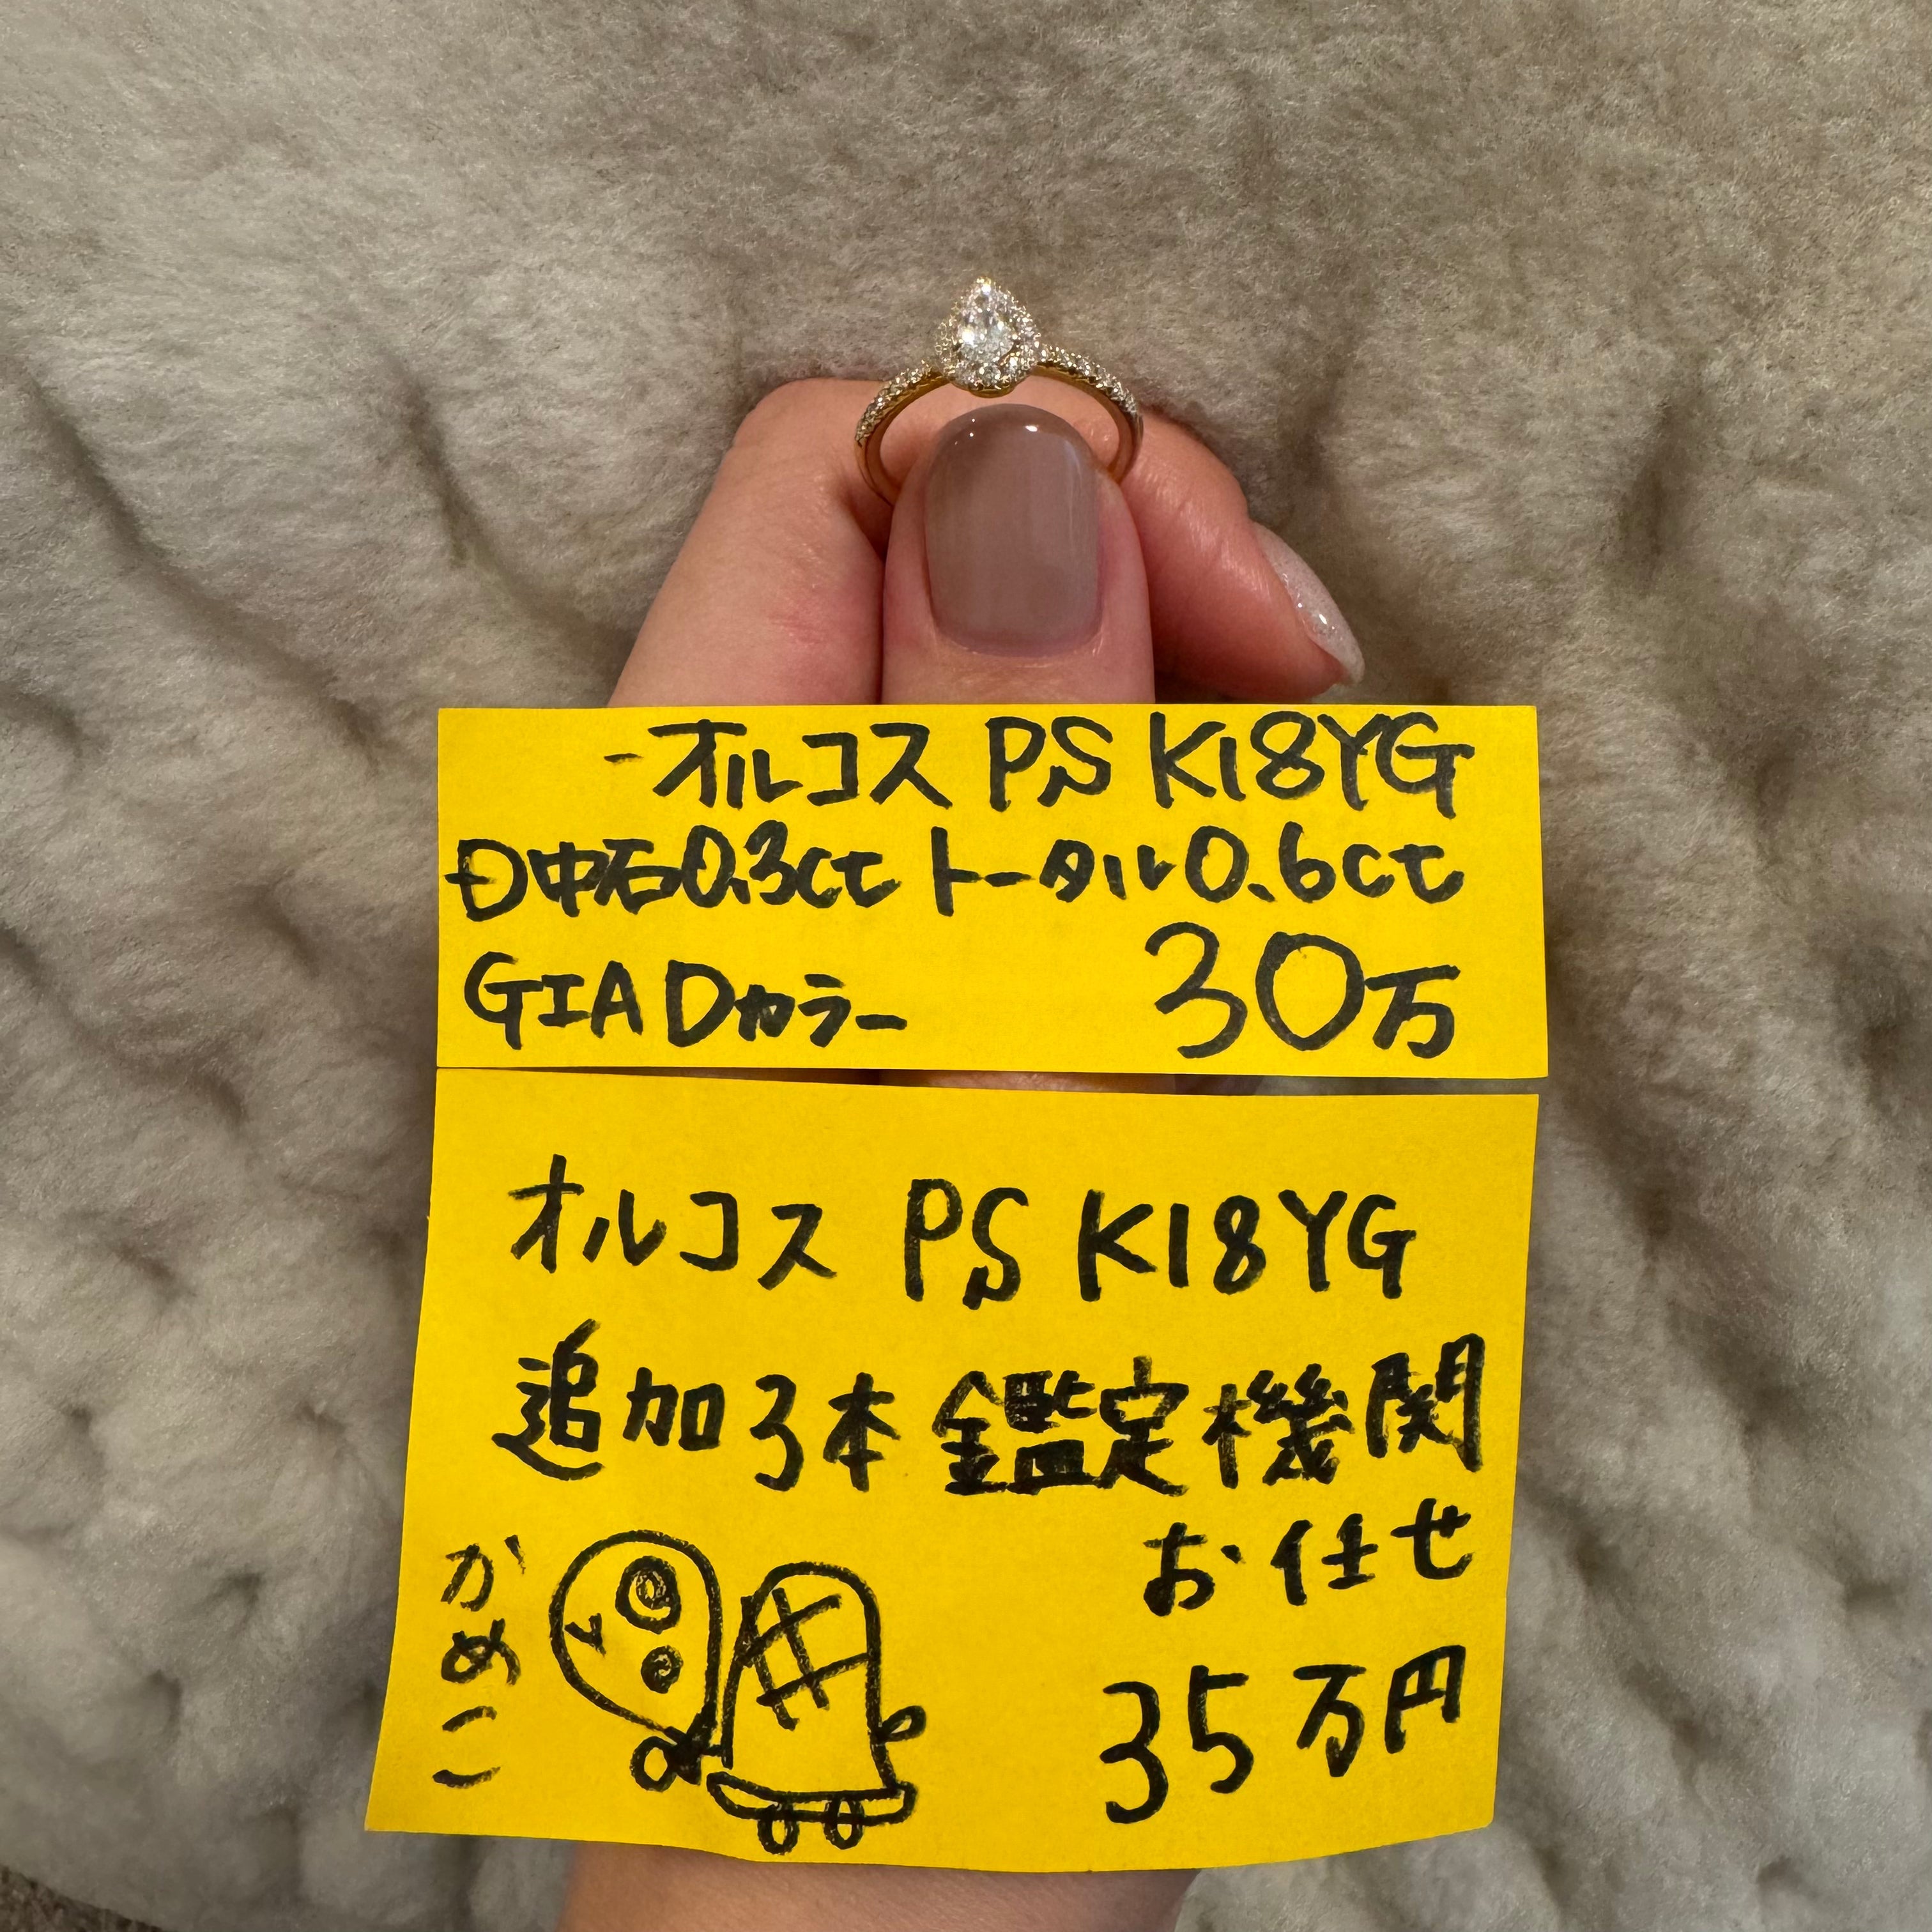 オルコス PS K18YG
D中石0.3ct トータル0.6ct
GIA Dカラー 30万
オルコス PS K18YG
追加3本 鑑定機関
お任せ
35万円
かめこ